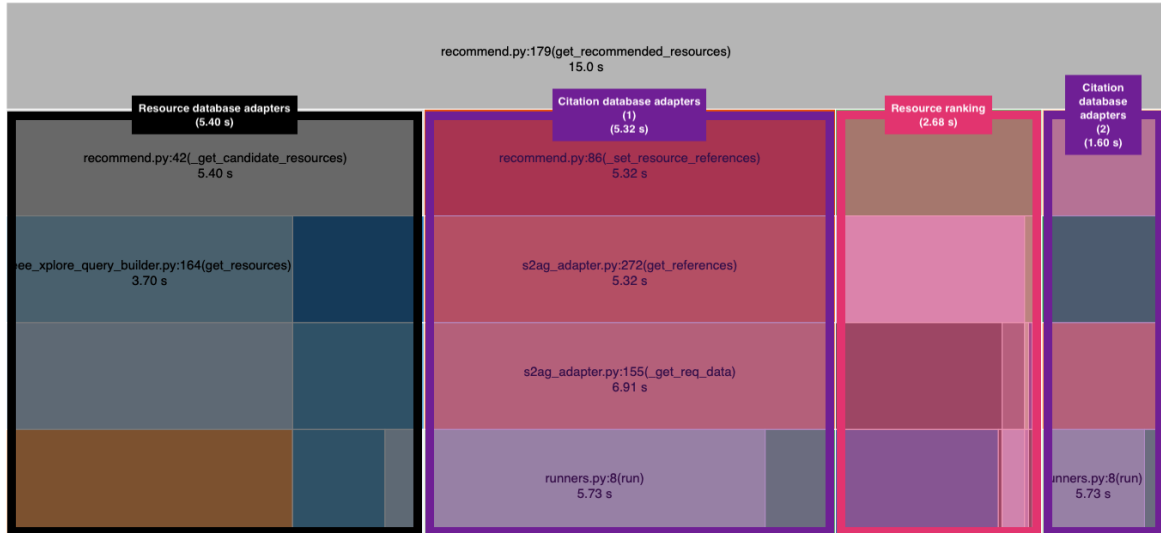 recommend.py:179(get_recommended_resources)
15.0 s
Resource database adapters
(5.40 s)
Citation database adapters
(1)
(5.32 s)
Resource ranking
(2.68 s)
Citation
database
adapters
(2)
(1.60 s)
recommend.py:42(_get_candidate_resources)
5.40 s
recommend.py:86(_set_resource_references)
5.32 s
eee_xplore_query_builder.py:164(get_resources)
3.70 s
s2ag_adapter.py:272(get_references)
5.32 s
s2ag_adapter.py:155(_get_req_data)
6.91 s
runners.py:8(run)
5.73 s
unners.py:8(run)
5.73 s